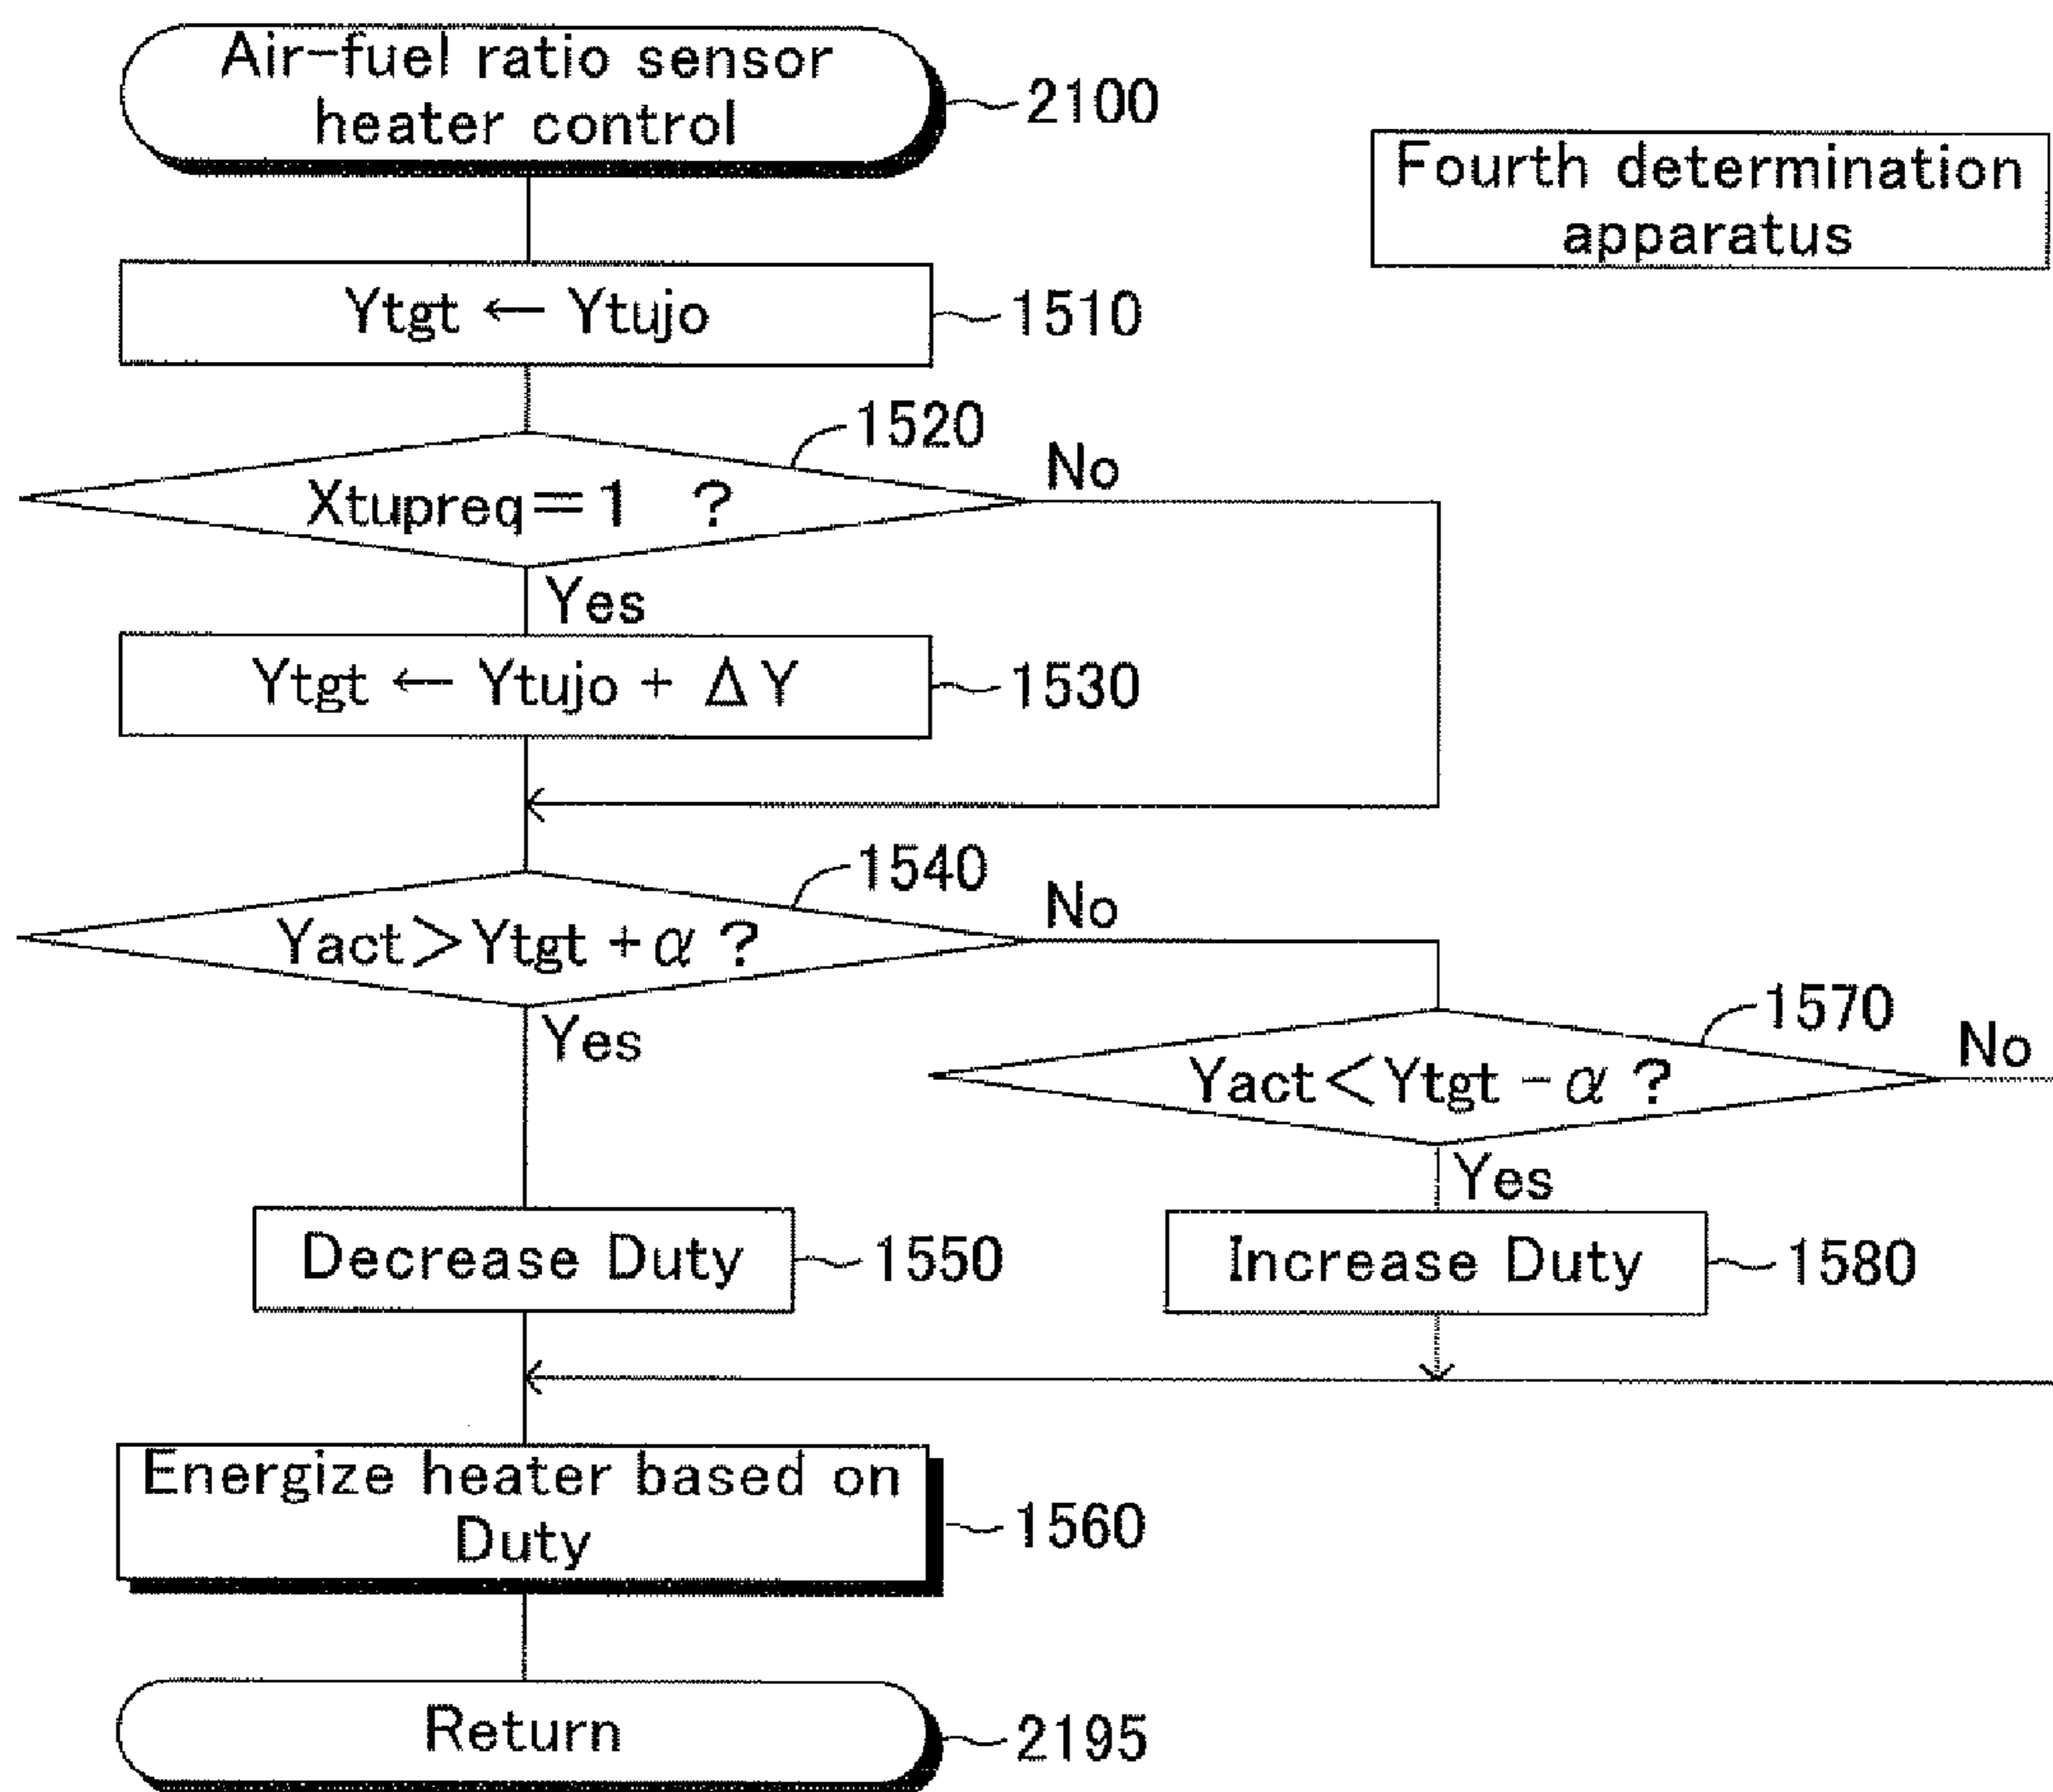 Air-fuel ratio sensor
heater control
2100
Fourth determination
apparatus
Ytgt ← Ytujo
1510
1520
Xtupreq=1 ?
No
Yes
Ytgt ← Ytujo + ΔY
1530
1540
Yact>Ytgt+α?
No
Yes
1570
Yact<Ytgt-α?
No
Yes
Decrease Duty
1550
Increase Duty
1580
Energize heater based on
Duty
1560
Return
2195